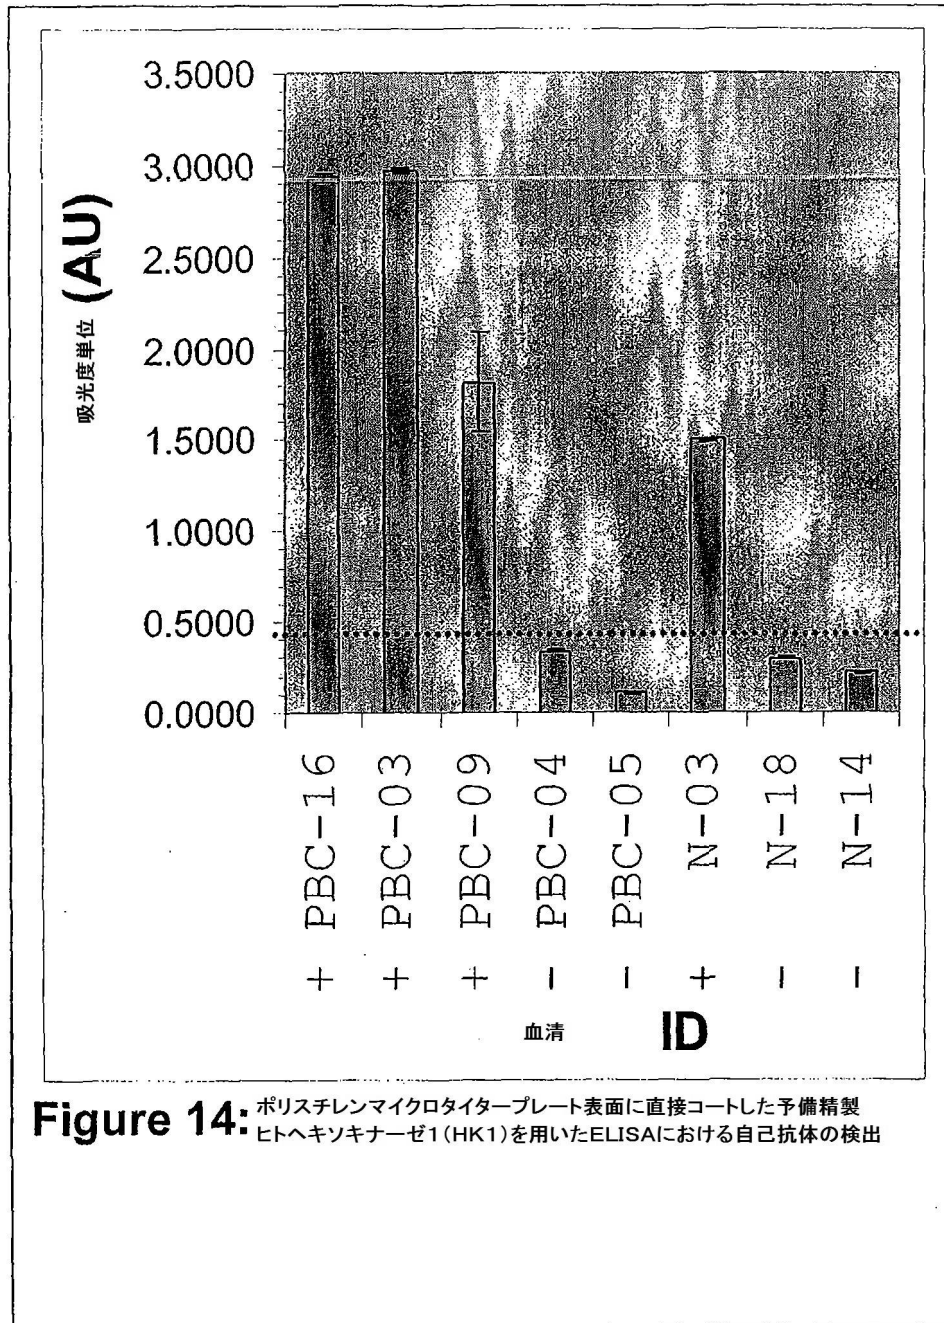 3.5000
3.0000
2.5000
2.0000
1.5000
1.0000
0.5000
0.0000
吸光度単位 (AU)
+ PBC-16
+ PBC-03
+ PBC-09
- PBC-04
- PBC-05
+ N-03
- N-18
- N-14
血清 ID
Figure 14: ポリスチレンマイクロタイタープレート表面に直接コートした予備精製
ヒトヘキソキナーゼ1(HK1)を用いたELISAにおける自己抗体の検出